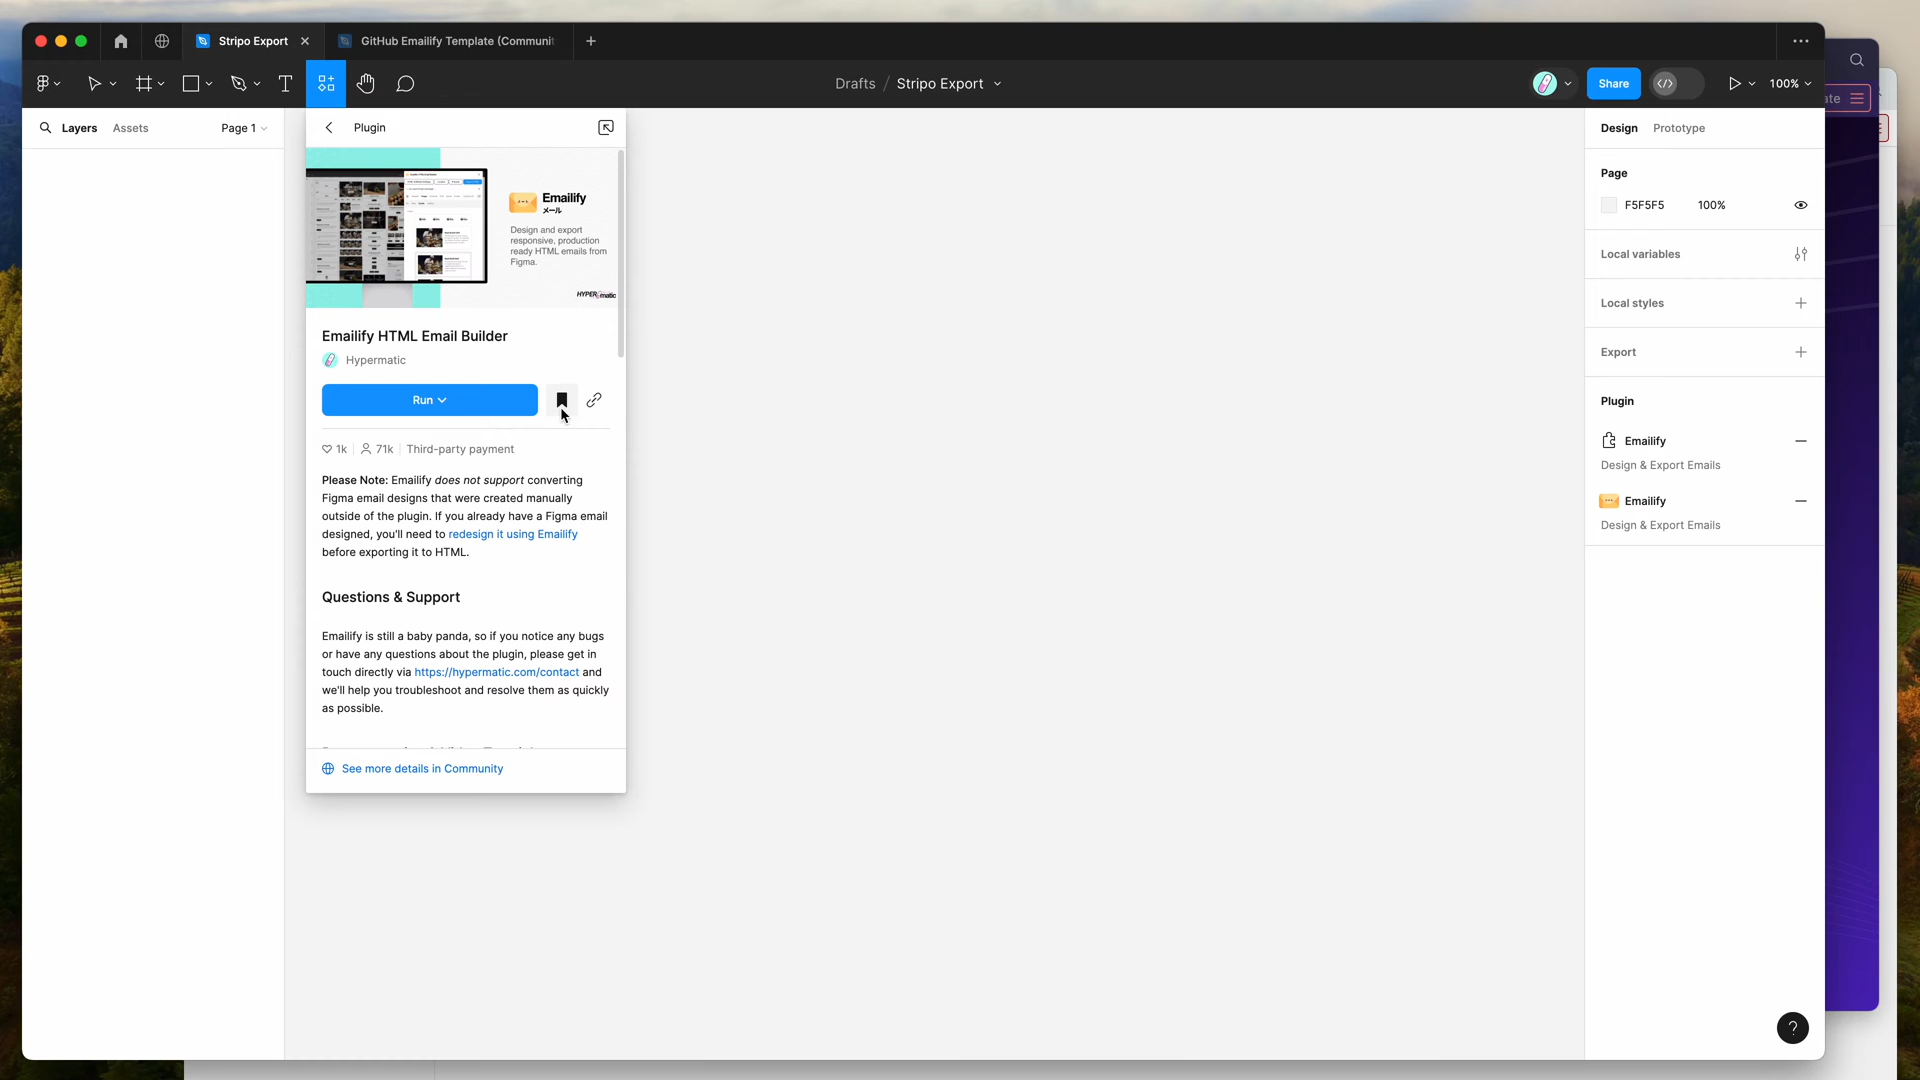 Stripo Export
GitHub Emailify Template (Communit
Drafts / Stripo Export
Share
100%
ate
Layers
Assets
Page 1
Plugin
Emailify
メール
Design and export
responsive, production
ready HTML emails from
Figma.
HYPERmatic
Emailify HTML Email Builder
Hypermatic
Run
1k
71k
Third-party payment
Please Note: Emailify does not support converting
Figma email designs that were created manually
outside of the plugin. If you already have a Figma email
designed, you'll need to redesign it using Emailify
before exporting it to HTML.
Questions & Support
Emailify is still a baby panda, so if you notice any bugs
or have any questions about the plugin, please get in
touch directly via https://hypermatic.com/contact and
we'll help you troubleshoot and resolve them as quickly
as possible.
See more details in Community
Design
Prototype
Page
F5F5F5
100%
Local variables
Local styles
Export
Plugin
Emailify
Design & Export Emails
Emailify
Design & Export Emails
?